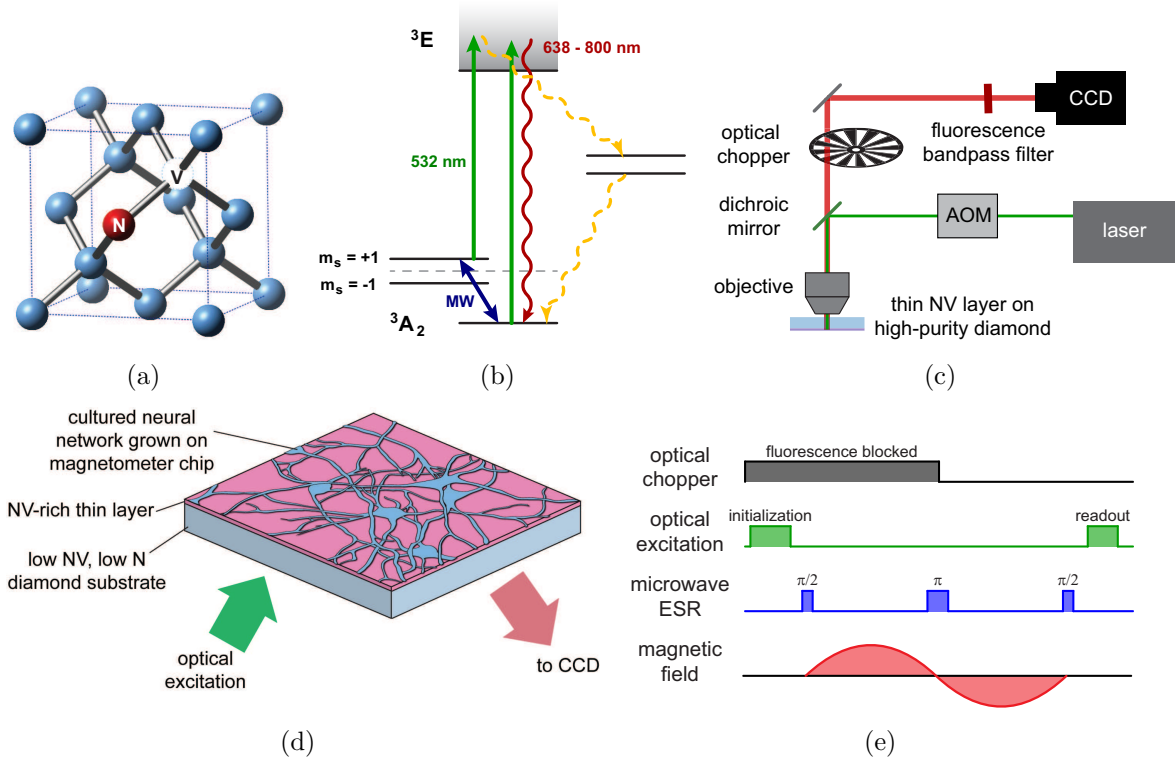 V
N
(a)
³E
638 - 800 nm
532 nm
mₛ = +1
mₛ = -1
MW
³A₂
(b)
CCD
optical
chopper
fluorescence
bandpass filter
dichroic
mirror
AOM
laser
objective
thin NV layer on
high-purity diamond
(c)
cultured neural
network grown on
magnetometer chip
NV-rich thin layer
low NV, low N
diamond substrate
optical
excitation
to CCD
(d)
optical
chopper
fluorescence blocked
optical
excitation
initialization
readout
microwave
ESR
π/2
π
π/2
magnetic
field
(e)